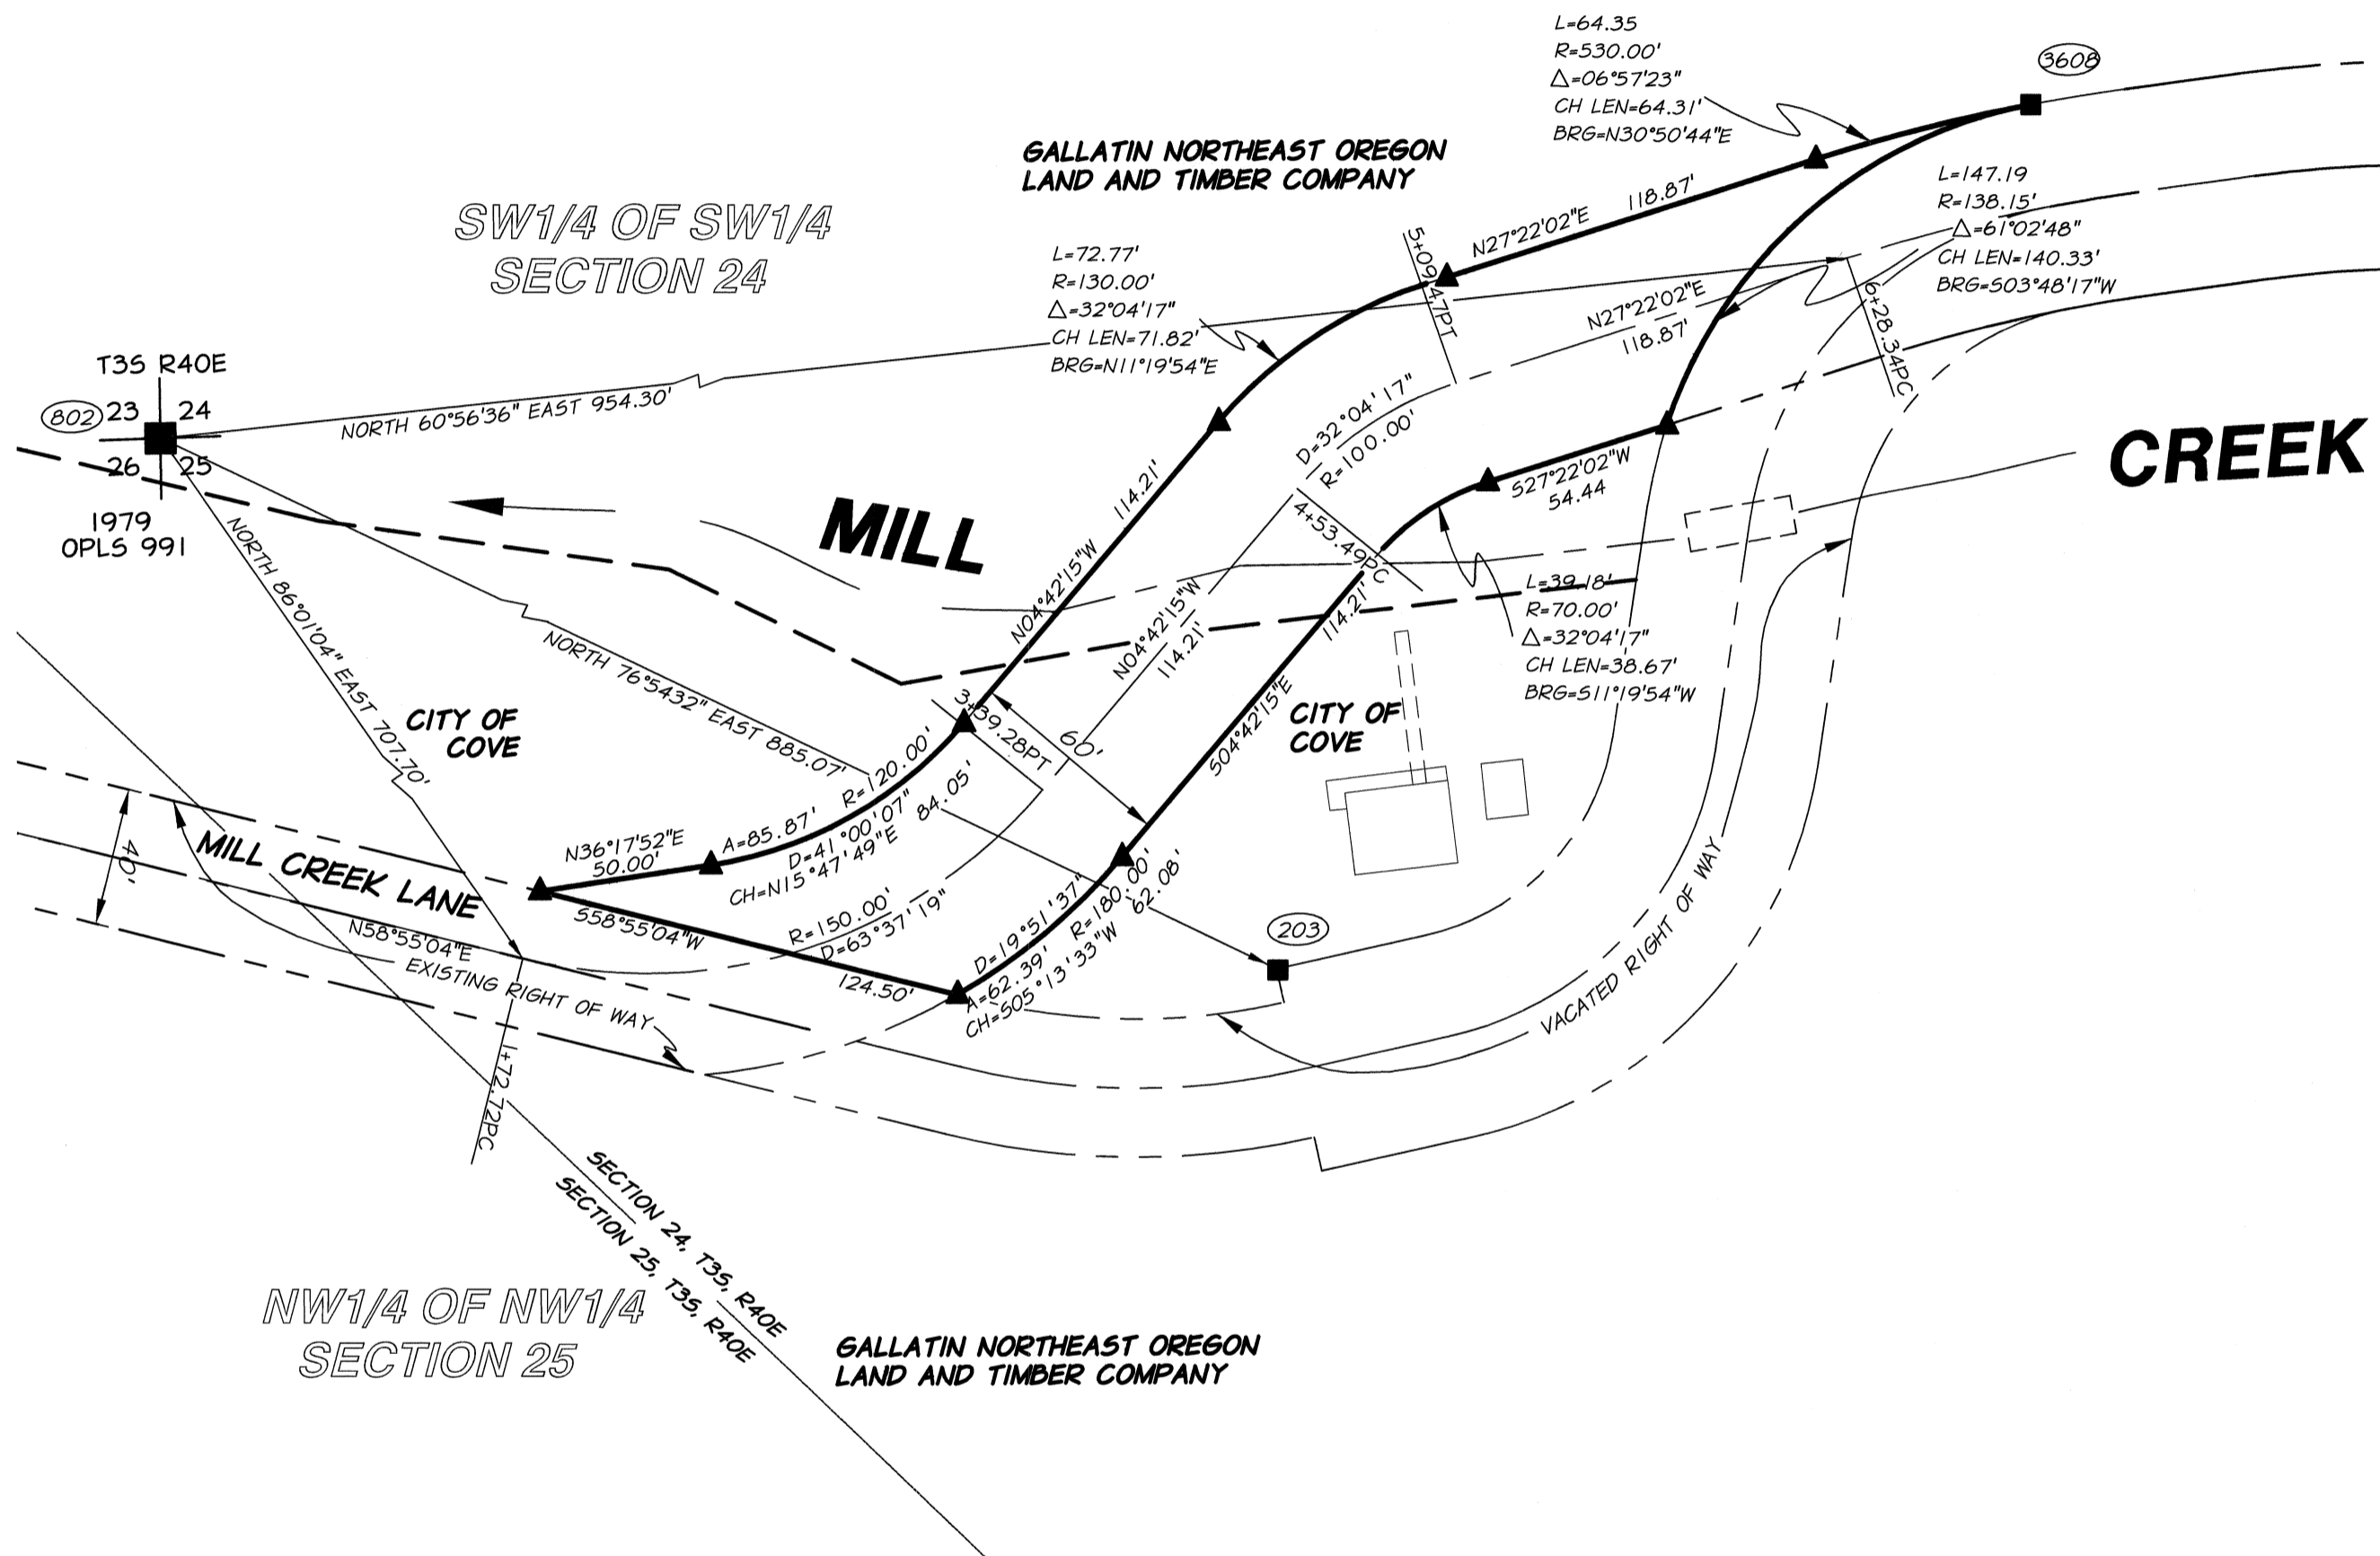 L=64.35
R=530.00'
△=06°57'23"
CH LEN=64.31'
BRG=N30°50'44"E
3608
GALLATIN NORTHEAST OREGON
LAND AND TIMBER COMPANY
SW1/4 OF SW1/4
SECTION 24
N27°22'02"E 118.87'
L=147.19
R=138.15'
△=61°02'48"
CH LEN=140.33'
BRG=S03°48'17"W
L=72.77'
R=130.00'
△=32°04'17"
CH LEN=71.82'
BRG=N11°19'54"E
5+09.47PT
N27°22'02"E
118.87'
6+28.34PC
T3S R40E
802
23 24
26 25
1979
OPLS 991
NORTH 60°56'36" EAST 954.30'
D=32°04'17"
R=100.00'
CREEK
MILL
N04°42'15"W 114.21'
S27°22'02"W
54.44
4+53.49PC
NORTH 86°01'04" EAST 707.70'
NORTH 76°5432" EAST 885.07'
N04°42'15"W
114.21'
S04°42'15"E 114.21'
L=39.18'
R=70.00'
△=32°04'17"
CH LEN=38.67'
BRG=S11°19'54"W
CITY OF
COVE
3+39.28PT
60'
CITY OF
COVE
N36°17'52"E
50.00'
A=85.87' R=120.00'
D=41°00'07"
CH=N15°47'49"E 84.05'
40'
MILL CREEK LANE
N58°55'04"E
EXISTING RIGHT OF WAY
S58°55'04"W
124.50'
R=150.00'
D=63°37'19"
D=19°51'37" R=180.00'
A=62.39' 62.08'
CH=S05°13'33"W
203
VACATED RIGHT OF WAY
1+72.72PC
SECTION 24, T3S, R40E
SECTION 25, T3S, R40E
NW1/4 OF NW1/4
SECTION 25
GALLATIN NORTHEAST OREGON
LAND AND TIMBER COMPANY